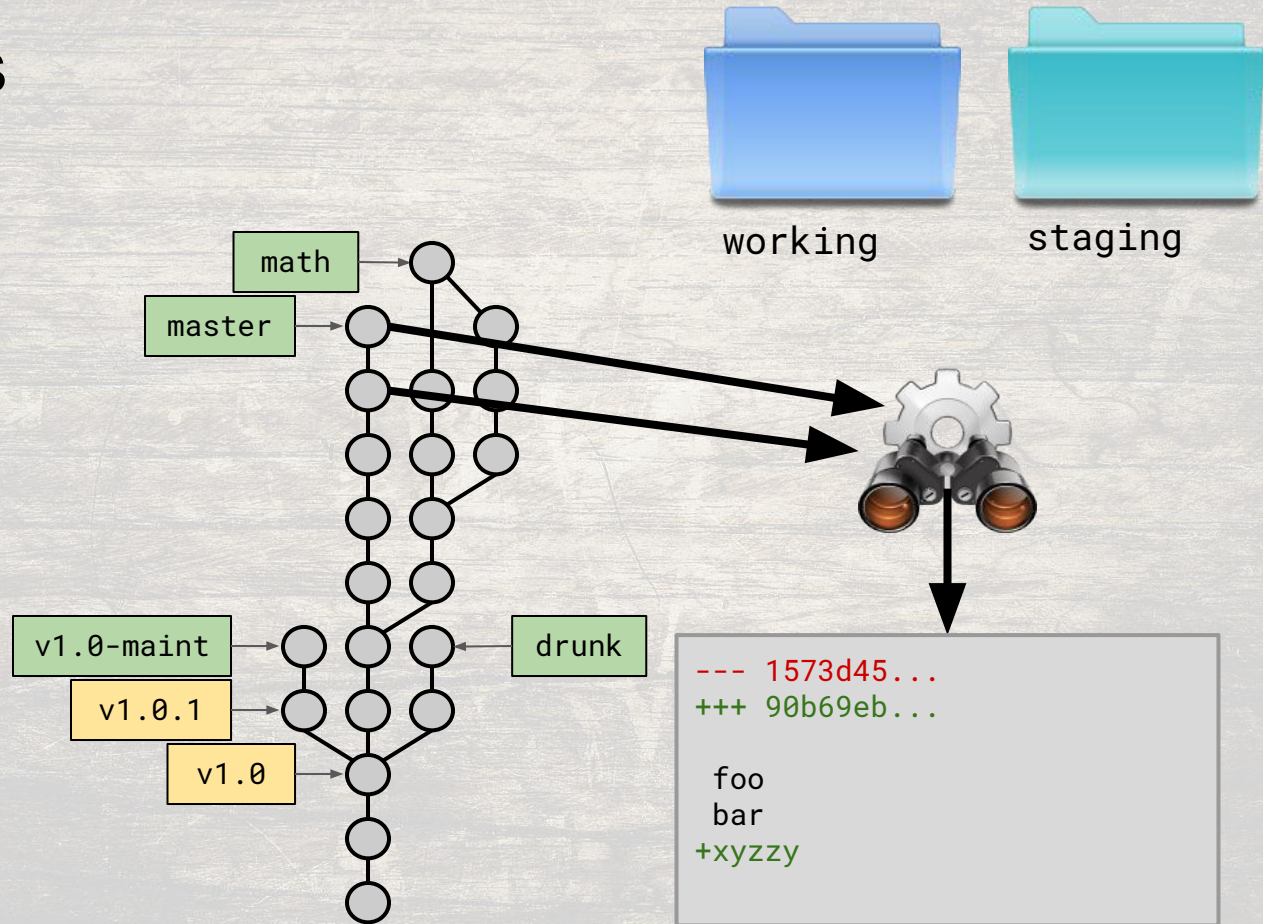 s
working
staging
math
master
v1.0-maint
drunk
v1.0.1
v1.0
--- 1573d45...
+++ 90b69eb...
foo
bar
+xyzzy